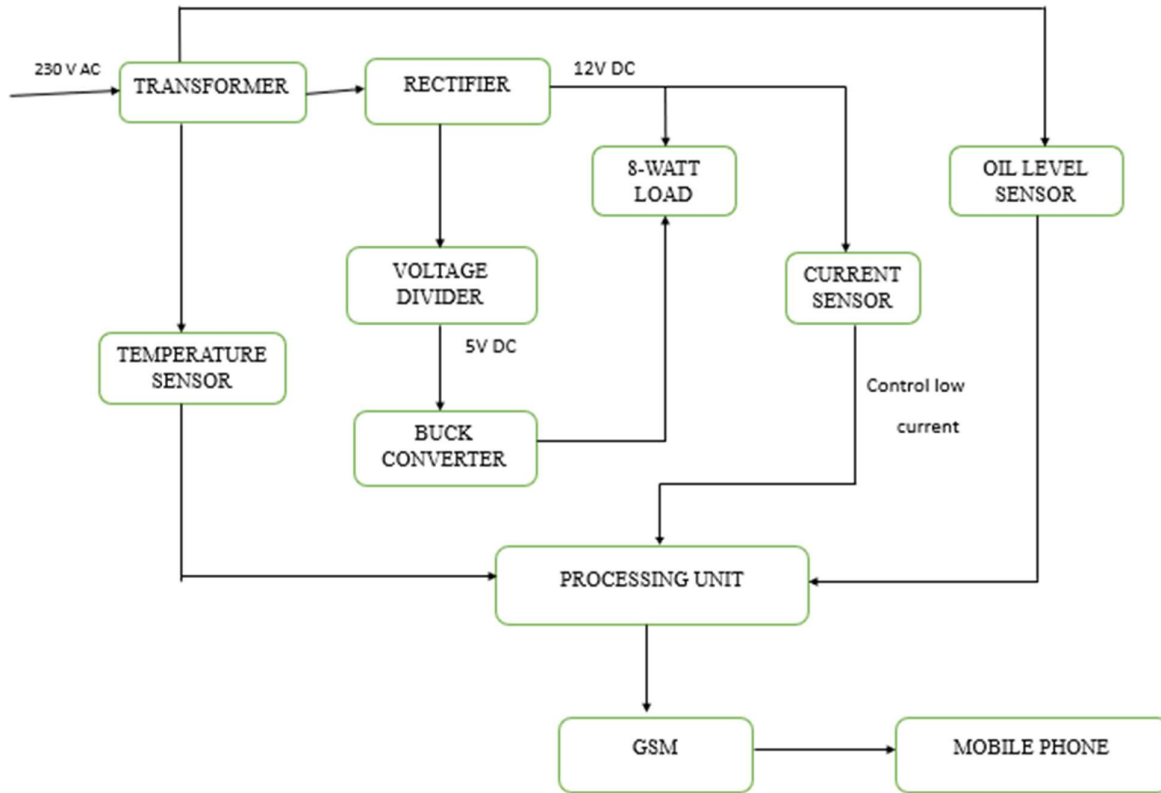 230 V AC
TRANSFORMER
RECTIFIER
12V DC
8-WATT
LOAD
OIL LEVEL
SENSOR
VOLTAGE
DIVIDER
CURRENT
SENSOR
5V DC
TEMPERATURE
SENSOR
Control low
current
BUCK
CONVERTER
PROCESSING UNIT
GSM
MOBILE PHONE